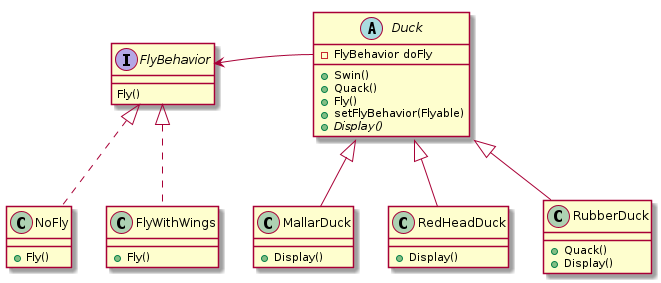 I FlyBehavior
Fly()
A Duck
FlyBehavior doFly
Swin()
Quack()
Fly()
setFlyBehavior(Flyable)
Display()
C NoFly
Fly()
C FlyWithWings
Fly()
C MallarDuck
Display()
C RedHeadDuck
Display()
C RubberDuck
Quack()
Display()